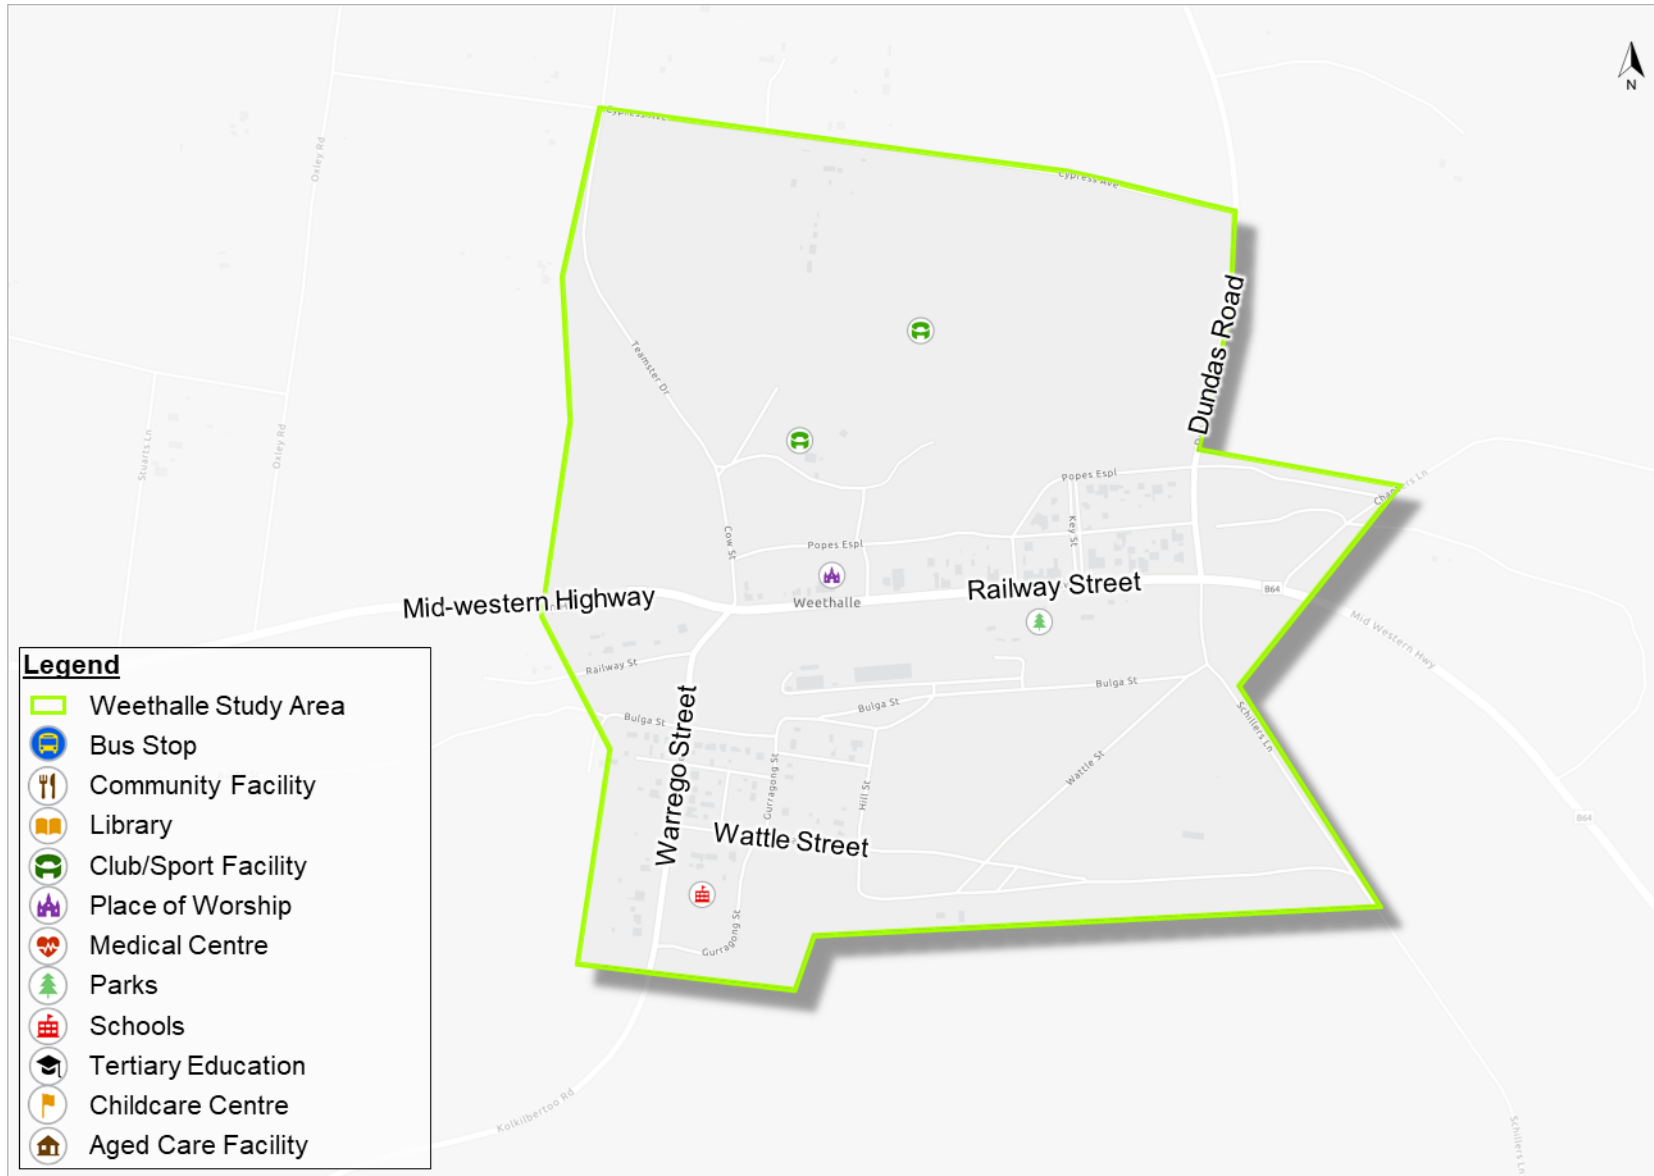 N
Cypress Ave
Cypress Ave
Oxley Rd
Dundas Road
Teamster Dr
Oxley Rd
Stuarts Ln
Popes Espl
Chanters Ln
Key St
Cow St
Popes Espl
Mid-western Highway
Weethalle
Railway Street
B64
Mid Western Hwy
Railway St
Bulga St
Bulga St
Bulga St
Schillers Ln
Warrego Street
Gurragong St
Hill St
Wattle St
Wattle Street
B64
Gurragong St
Kolkilbertoo Rd
Schillers Ln
Legend
Weethalle Study Area
Bus Stop
Community Facility
Library
Club/Sport Facility
Place of Worship
Medical Centre
Parks
Schools
Tertiary Education
Childcare Centre
Aged Care Facility